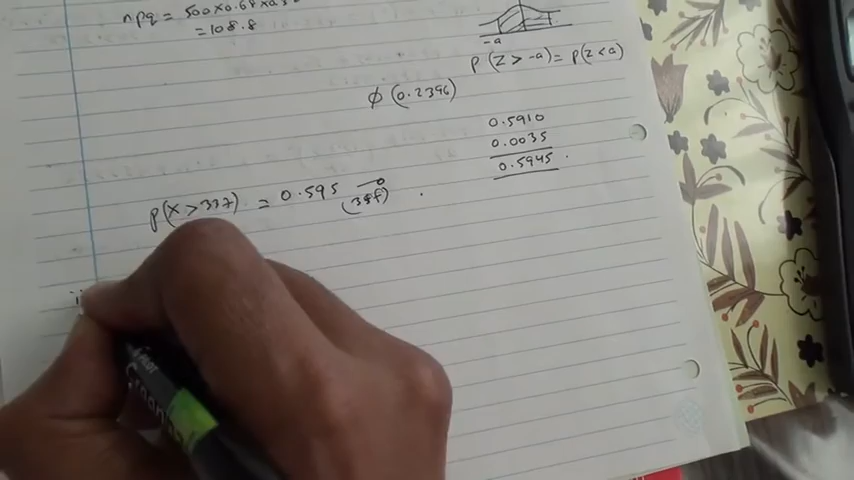 npq = 500×0.68×0.3
= 108.8
-a
P(Z > -a) = P(Z < a)
φ(0.2396)
0.5910
0.0035
0.5945
P(X > 337) = 0.595
(3sf)